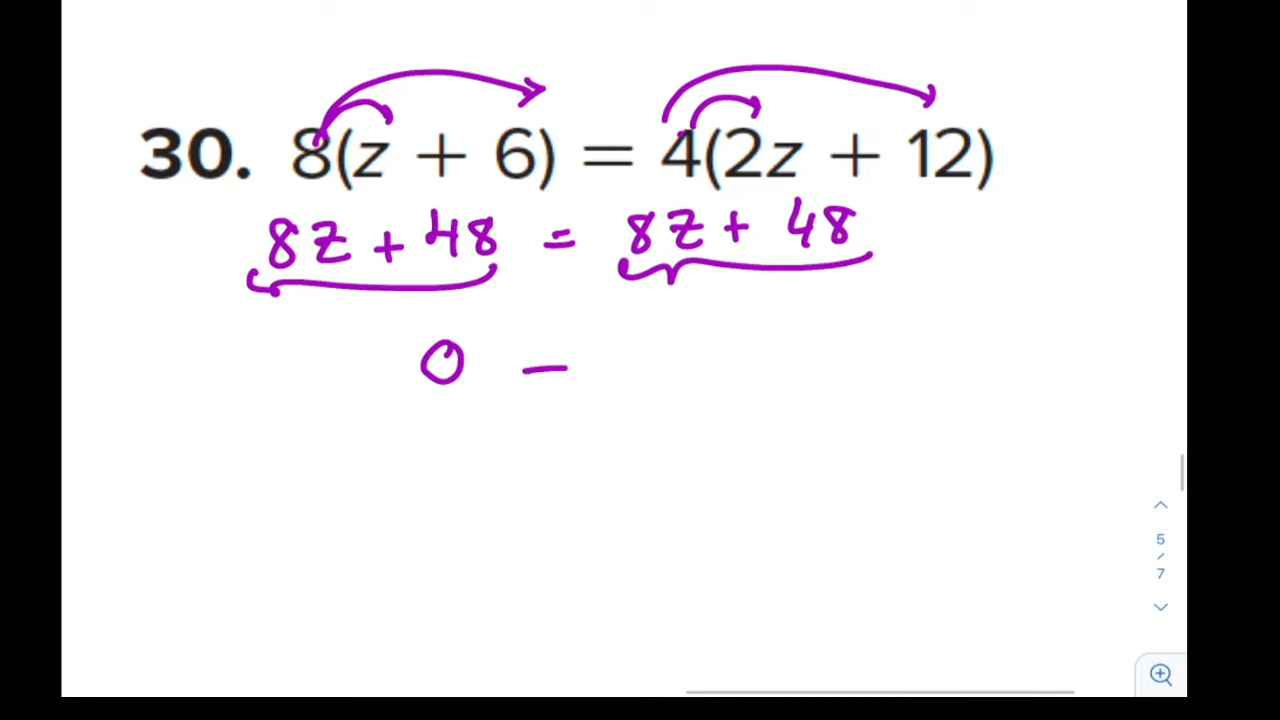 30. 8(z + 6) = 4(2z + 12)
8z + 48 = 8z + 48
0 –
5
/
7